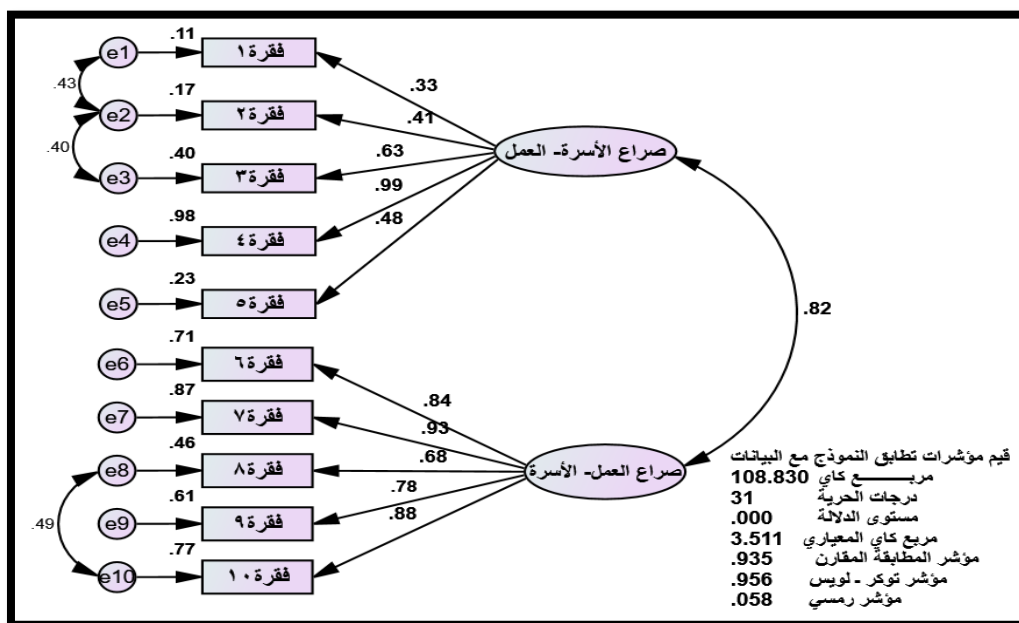 e1
.11
فقرة١
.43
.33
e2
.17
فقرة٢
.41
صراع الأسرة- العمل
.40
e3
.40
فقرة٣
.63
.99
e4
.98
فقرة٤
.48
e5
.23
فقرة٥
.82
e6
.71
فقرة٦
.84
e7
.87
فقرة٧
.93
e8
.46
فقرة٨
.68
صراع العمل- الأسرة
.49
e9
.61
فقرة٩
.78
.88
e10
.77
فقرة١٠
قيم مؤشرات تطابق النموذج مع البيانات
مربـــــــــع كاي 108.830
درجات الحرية 31
مستوى الدلالة .000
مربع كاي المعياري 3.511
مؤشر المطابقة المقارن .935
مؤشر توكر - لويس .956
مؤشر رمسي .058